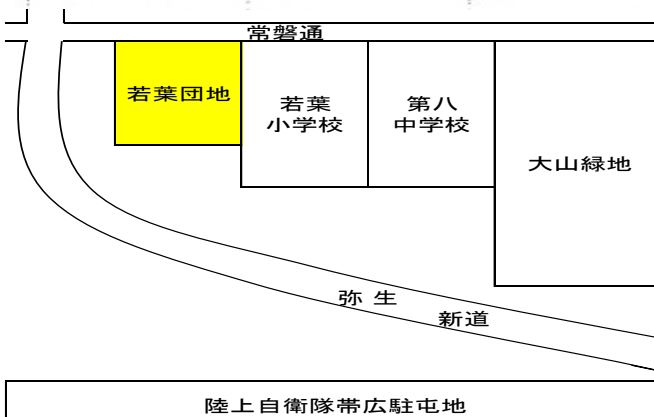 常磐通
若葉団地
若葉
小学校
第八
中学校
大山緑地
弥生
新道
陸上自衛隊帯広駐屯地